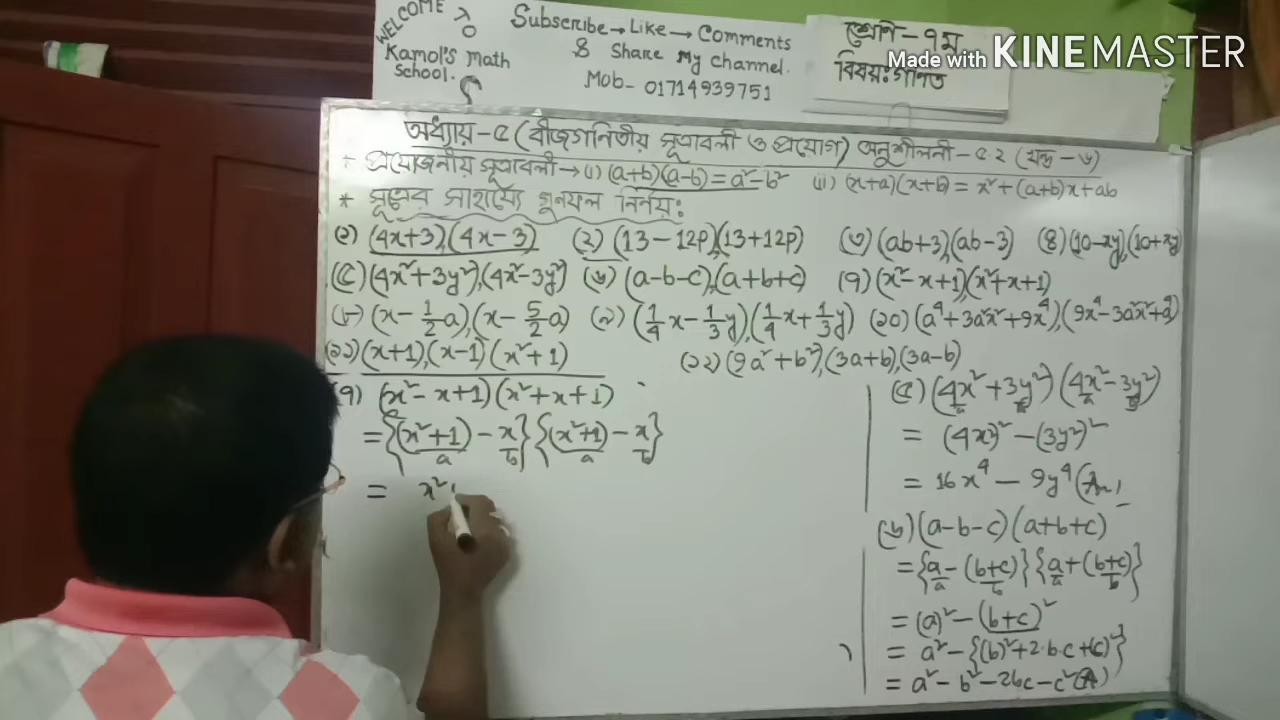 WELCOME TO
Kamol's Math
School.
Subscribe → Like → Comments
& Share My Channel.
Mob- 01714939751
শ্রেণি - ৭ম
বিষয়ঃ গণিত
Made with KINEMASTER
অধ্যায়-৫ (বীজগণিতীয় সূত্রাবলী ও প্রয়োগ) অনুশীলনী - ৫.২ (খন্ড - ৬)
+ প্রয়োজনীয় সূত্রাবলী → (i) (a+b)(a-b) = a²-b² (ii) (x+a)(x+b) = x²+(a+b)x+ab
* সূত্রের সাহায্যে গুনফল নির্নয়:
(১) (4x+3),(4x-3) (২) (13-12p),(13+12p) (৩) (ab+3),(ab-3) (৪) (10-xy),(10+xy)
(৫) (4x²+3y²),(4x²-3y²) (৬) (a-b-c),(a+b+c) (৭) (x²-x+1),(x²+x+1)
(৮) (x-1/2a),(x-5/2a) (৯) (1/4x-1/3y),(1/4x+1/3y) (১০) (a⁴+3a²x²+9x⁴),(9x⁴-3a²x²+a⁴)
(১১) (x+1),(x-1)(x²+1) (১২) (9a²+b²),(3a+b),(3a-b)
(৭) (x²-x+1)(x²+x+1)
= {(x²+1)-x}{(x²+1)-x}
a b a b
= x²
(৫) (4x²+3y²)(4x²-3y²)
= (4x²)²-(3y²)²
= 16x⁴ - 9y⁴ (Ans)
(৬) (a-b-c)(a+b+c)
= {a-(b+c)}{a+(b+c)}
a b a b
= (a)²-(b+c)²
= a²-{(b)²+2.b.c+(c)²}
= a²-b²-2bc-c² (A)